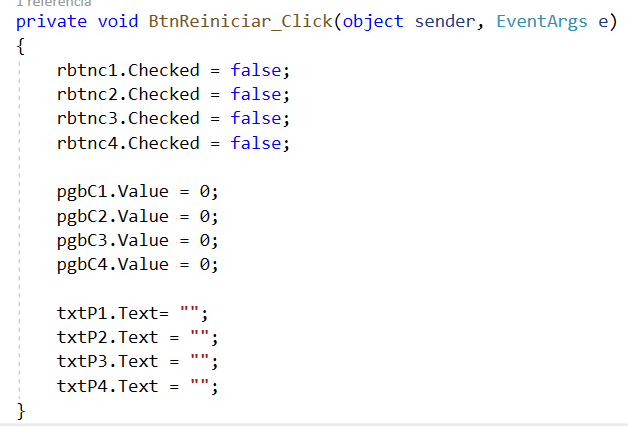 1 referencia
private void BtnReiniciar_Click(object sender, EventArgs e)
{
rbtnc1.Checked = false;
rbtnc2.Checked = false;
rbtnc3.Checked = false;
rbtnc4.Checked = false;
pgbC1.Value = 0;
pgbC2.Value = 0;
pgbC3.Value = 0;
pgbC4.Value = 0;
txtP1.Text= "";
txtP2.Text = "";
txtP3.Text = "";
txtP4.Text = "";
}